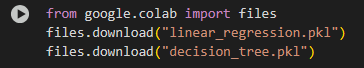 from google.colab import files
files.download("linear_regression.pkl")
files.download("decision_tree.pkl")